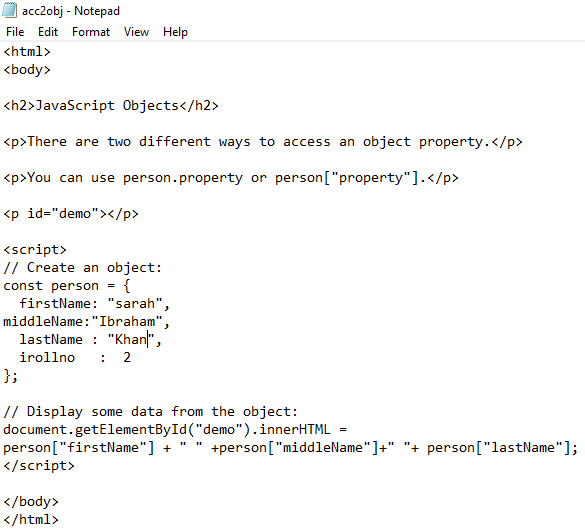 acc2obj - Notepad
File Edit Format View Help
<html>
<body>
<h2>JavaScript Objects</h2>
<p>There are two different ways to access an object property.</p>
<p>You can use person.property or person["property"].</p>
<p id="demo"></p>
<script>
// Create an object:
const person = {
  firstName: "sarah",
middleName:"Ibraham",
  lastName : "Khan",
  irollno   :  2
};
// Display some data from the object:
document.getElementById("demo").innerHTML =
person["firstName"] + " " +person["middleName"]+" "+ person["lastName"];
</script>
</body>
</html>